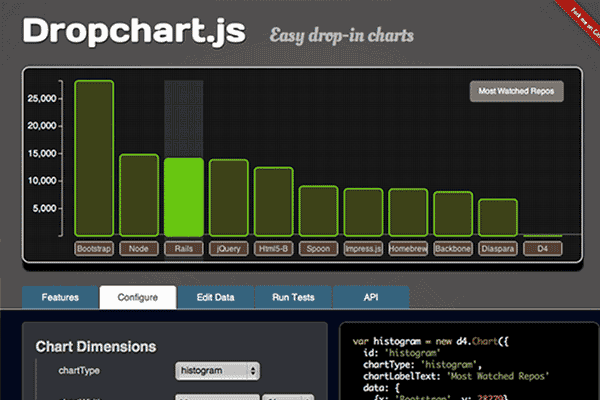 Dropchart.js
Easy drop-in charts
Fork me on
Most Watched Repos
25,000
20,000
15,000
10,000
5,000
Bootstrap Node Rails jQuery Html5-B Spoon Impress.js Homebrew Backbone Diaspara D4
Features Configure Edit Data Run Tests API
Chart Dimensions
chartType histogram
var histogram = new d4.Chart({
id: 'histogram'
chartType: 'histogram',
chartLabelText: 'Most Watched Repos'
data: {